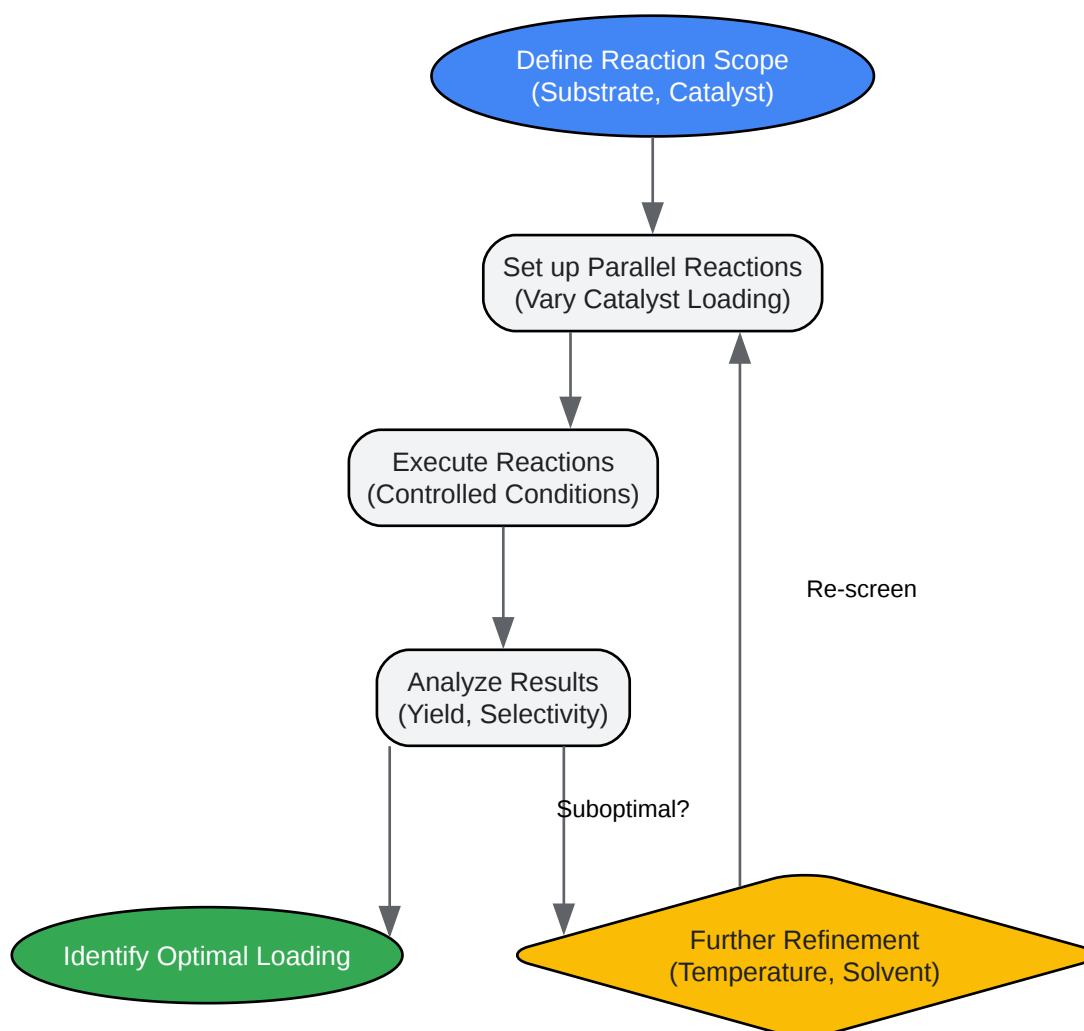 Define Reaction Scope
(Substrate, Catalyst)
Set up Parallel Reactions
(Vary Catalyst Loading)
Execute Reactions
(Controlled Conditions)
Re-screen
Analyze Results
(Yield, Selectivity)
Suboptimal?
Identify Optimal Loading
Further Refinement
(Temperature, Solvent)